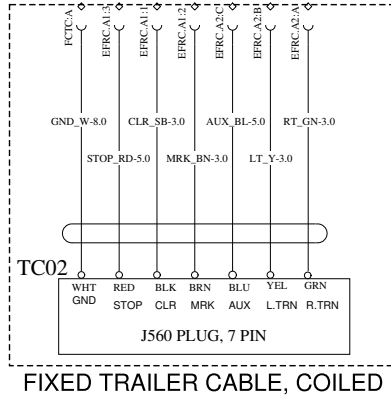 FCTC:A
EFRC.A1:3
EFRC.A1:1
EFRC.A1:2
EFRC.A2:C
EFRC.A2:B
EFRC.A2:A
GND_W-8.0
CLR_SB-3.0
AUX_BL-5.0
RT_GN-3.0
STOP_RD-5.0
MRK_BN-3.0
LT_Y-3.0
TC02
WHT RED BLK BRN BLU YEL GRN
GND STOP CLR MRK AUX L.TRN R.TRN
J560 PLUG, 7 PIN
FIXED TRAILER CABLE, COILED